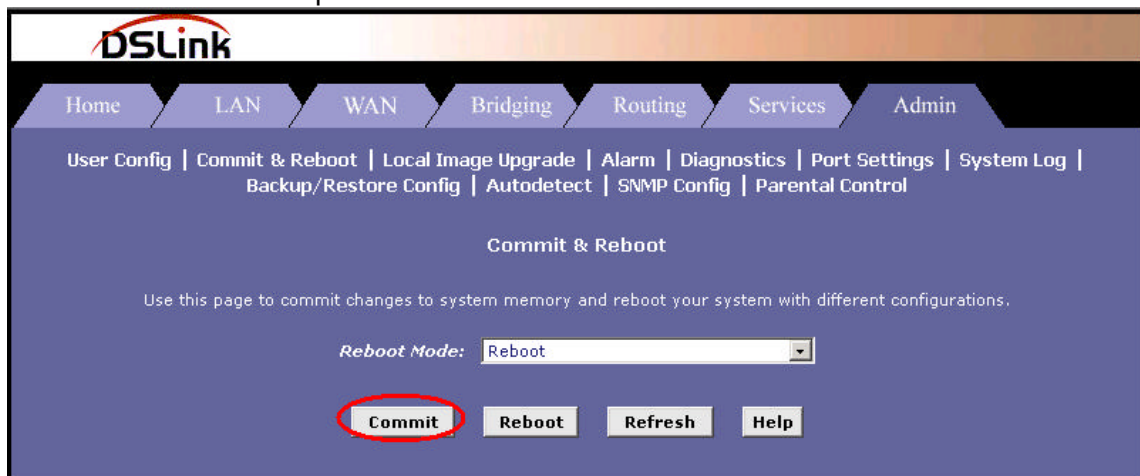 DSLink
Home LAN WAN Bridging Routing Services Admin
User Config | Commit & Reboot | Local Image Upgrade | Alarm | Diagnostics | Port Settings | System Log |
Backup/Restore Config | Autodetect | SNMP Config | Parental Control
Commit & Reboot
Use this page to commit changes to system memory and reboot your system with different configurations.
Reboot Mode: Reboot
Commit Reboot Refresh Help